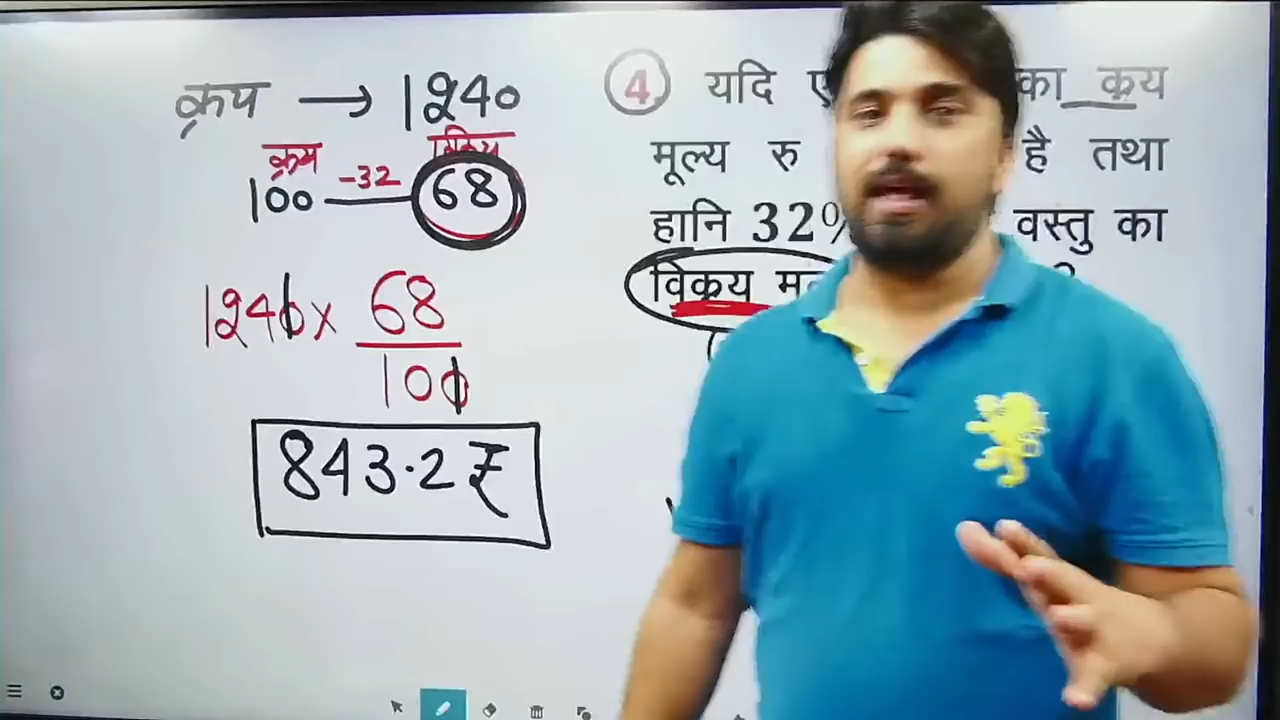 क्रय → 1240
क्रय विक्रय
100 -32 68
1240 x 68
100
843.2 ₹
4 यदि का क्रय
मूल्य रु है तथा
हानि 32% वस्तु का
विक्रय